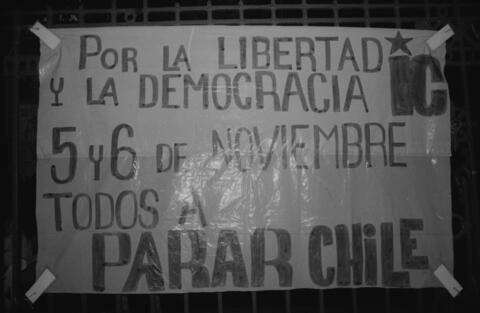 POR LA LIBERTAD
Y LA DEMOCRACIA IC
5 Y 6 DE NOVIEMBRE
TODOS A
PARAR CHiLE